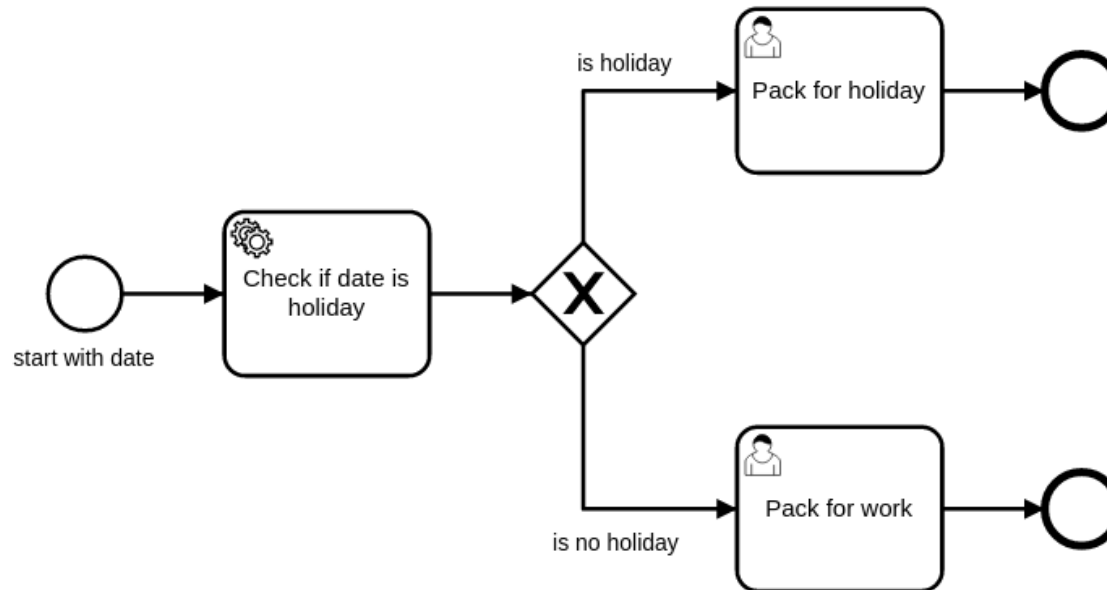 is holiday
Pack for holiday
Check if date is
holiday
X
start with date
Pack for work
is no holiday